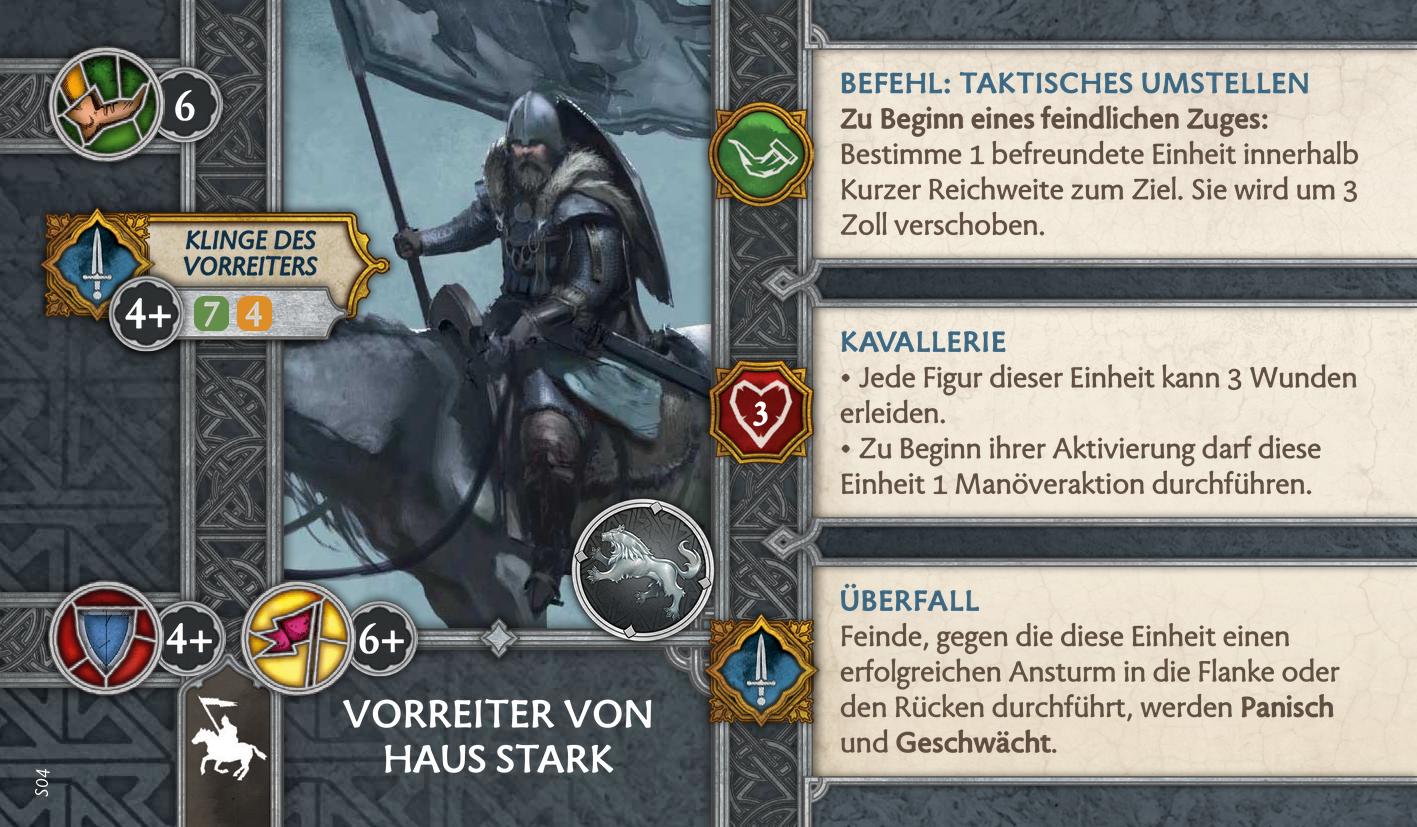 6
KLINGE DES
VORREITERS
4+ 7 4
4+ 6+
VORREITER VON
HAUS STARK
S04
BEFEHL: TAKTISCHES UMSTELLEN
Zu Beginn eines feindlichen Zuges:
Bestimme 1 befreundete Einheit innerhalb
Kurzer Reichweite zum Ziel. Sie wird um 3
Zoll verschoben.
3
KAVALLERIE
• Jede Figur dieser Einheit kann 3 Wunden
erleiden.
• Zu Beginn ihrer Aktivierung darf diese
Einheit 1 Manöveraktion durchführen.
ÜBERFALL
Feinde, gegen die diese Einheit einen
erfolgreichen Ansturm in die Flanke oder
den Rücken durchführt, werden Panisch
und Geschwächt.